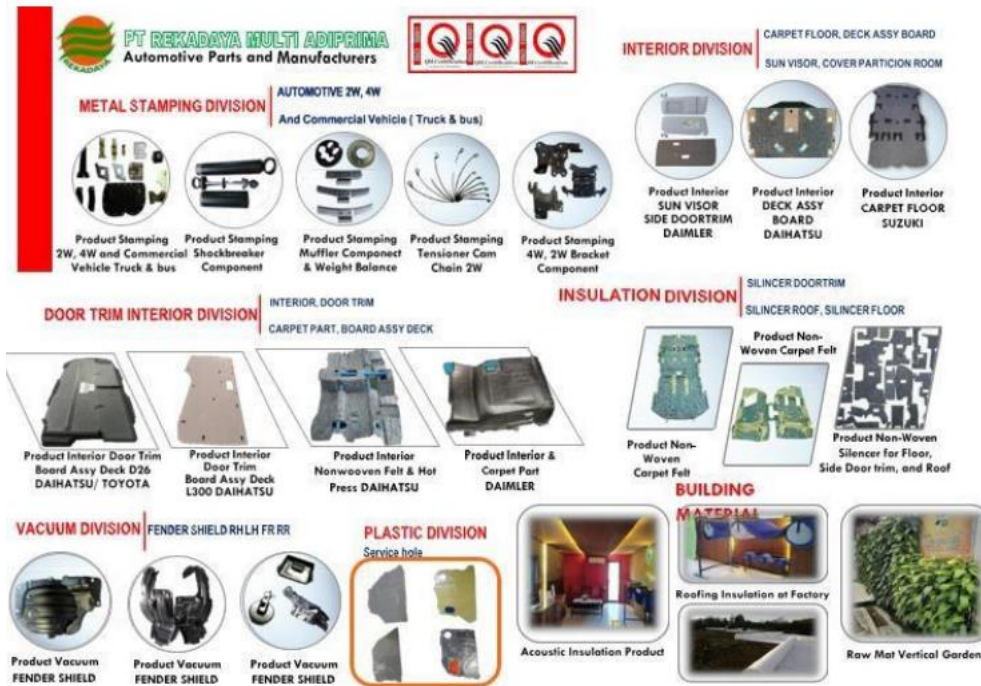 PT REKADAYA MULTI ADIPRIMA
Automotive Parts and Manufacturers
REKADAYA
QM Certification
QM Certification
QM Certification
INTERIOR DIVISION
CARPET FLOOR, DECK ASSY BOARD
SUN VISOR, COVER PARTICION ROOM
METAL STAMPING DIVISION
AUTOMOTIVE 2W, 4W
And Commercial Vehicle ( Truck & bus)
Product Stamping
2W, 4W and Commercial
Vehicle Truck & bus
Product Stamping
Shockbreaker
Component
Product Stamping
Muffler Componect
& Weight Balance
Product Stamping
Tensioner Cam
Chain 2W
Product Stamping
4W, 2W Bracket
Component
Product Interior
SUN VISOR
SIDE DOORTRIM
DAIMLER
Product Interior
DECK ASSY
BOARD
DAIHATSU
Product Interior
CARPET FLOOR
SUZUKI
DOOR TRIM INTERIOR DIVISION
INTERIOR, DOOR TRIM
CARPET PART, BOARD ASSY DECK
INSULATION DIVISION
SILINCER DOORTRIM
SILINCER ROOF, SILINCER FLOOR
Product Interior Door Trim
Board Assy Deck D26
DAIHATSU/ TOYOTA
Product Interior
Door Trim
Board Assy Deck
L300 DAIHATSU
Product Interior
Nonwooven Felt & Hot
Press DAIHATSU
Product Interior &
Carpet Part
DAIMLER
Product Non-
Woven
Carpet Felt
Product Non-
Woven Carpet Felt
Product Non-Woven
Silencer for Floor,
Side Door trim, and Roof
VACUUM DIVISION
FENDER SHIELD RH LH FR RR
Product Vacuum
FENDER SHIELD
Product Vacuum
FENDER SHIELD
Product Vacuum
FENDER SHIELD
PLASTIC DIVISION
Service hole
BUILDING
MATERIAL
Acoustic Insulation Product
Roofing Insulation at Factory
Raw Mat Vertical Garden